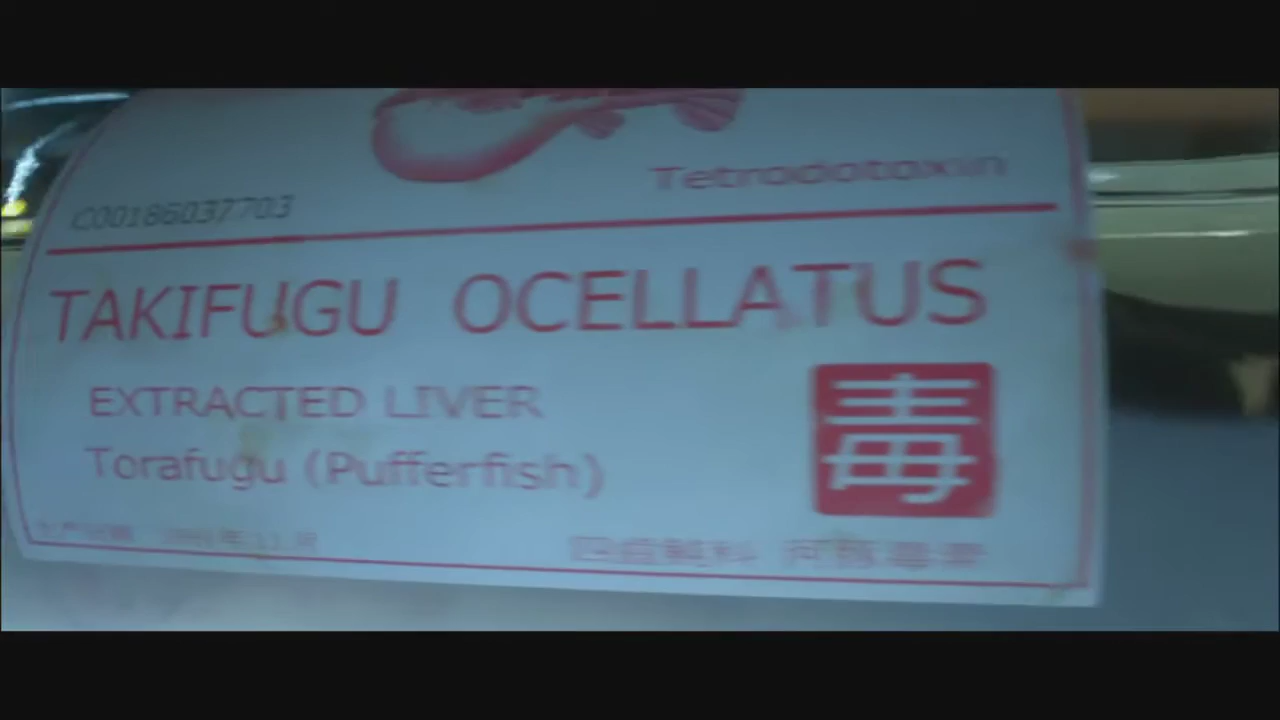 Tetrodotoxin
C00186037703
TAKIFUGU OCELLATUS
EXTRACTED LIVER
Torafugu (Pufferfish)
毒